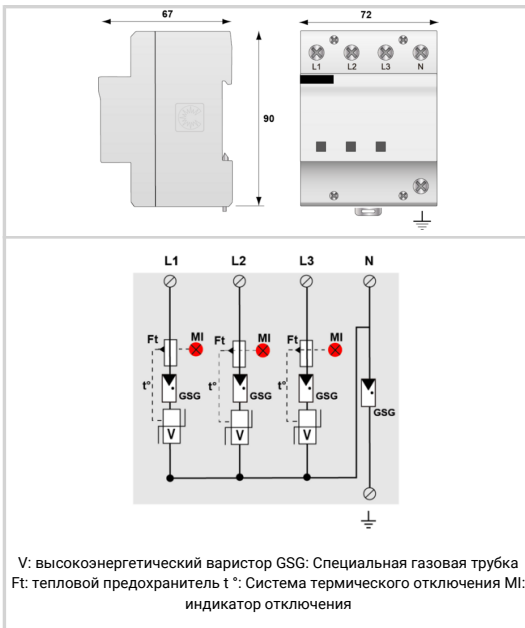 67
72
90
L1 L2 L3 N
L1 L2 L3 N
Ft MI Ft MI Ft MI
t° GSG t° GSG t° GSG GSG
V V V
V: высокоэнергетический варистор GSG: Специальная газовая трубка
Ft: тепловой предохранитель t °: Система термического отключения MI:
индикатор отключения